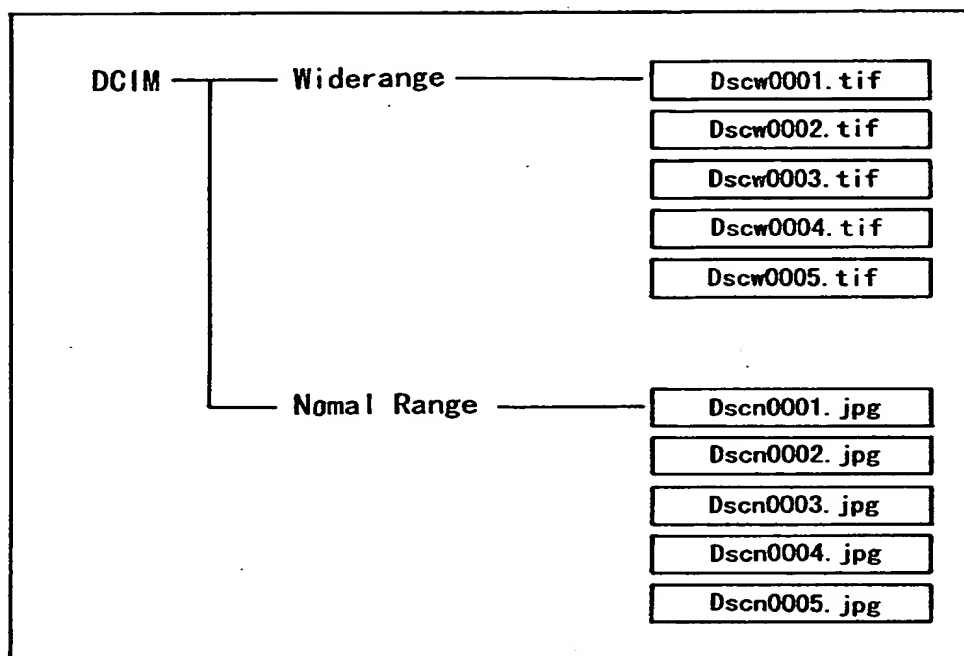 DCIM Widerange Dscw0001.tif
Dscw0002.tif
Dscw0003.tif
Dscw0004.tif
Dscw0005.tif
Nomal Range Dscn0001.jpg
Dscn0002.jpg
Dscn0003.jpg
Dscn0004.jpg
Dscn0005.jpg